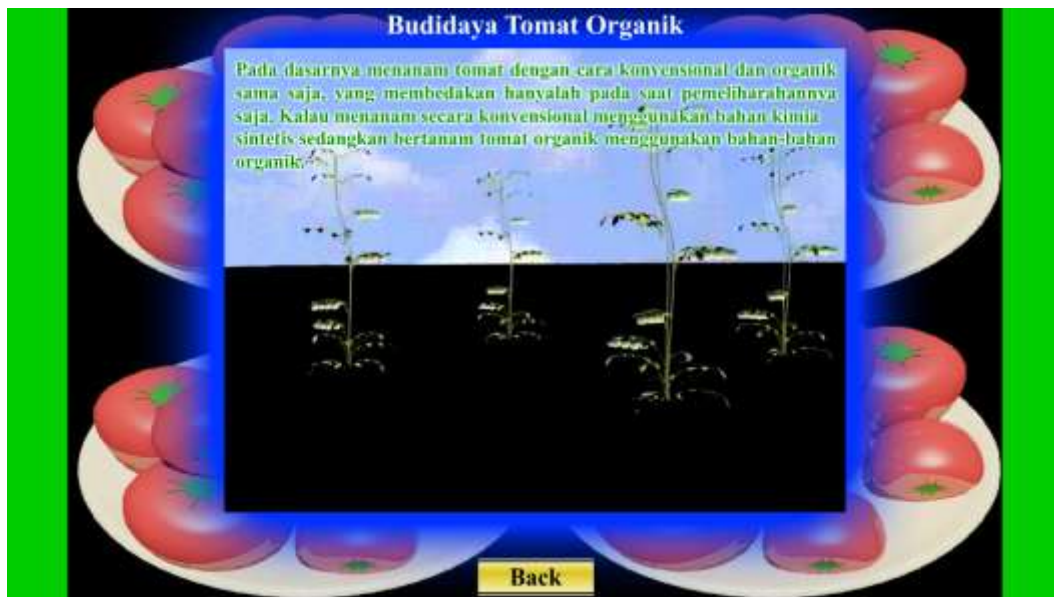 Budidaya Tomat Organik
Pada dasarnya menanam tomat dengan cara konvensional dan organik
sama saja, yang membedakan hanyalah pada saat pemeliharahannya
saja. Kalau menanam secara konvensional menggunakan bahan kimia
sintetis sedangkan bertanam tomat organik menggunakan bahan-bahan
organik.
Back